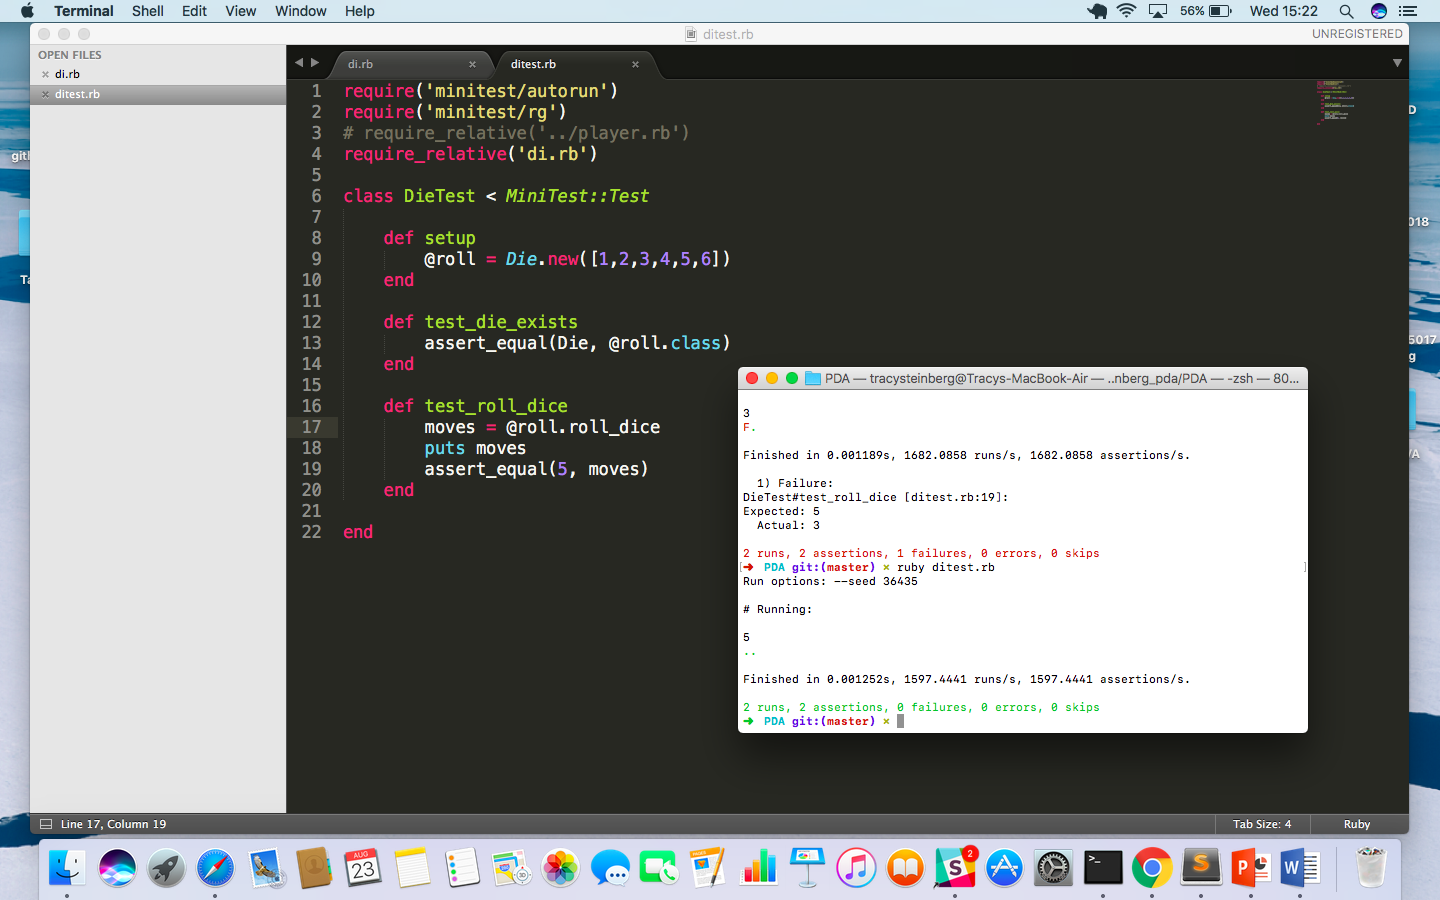 Terminal Shell Edit View Window Help 56% Wed 15:22
ditest.rb UNREGISTERED
OPEN FILES
di.rb
ditest.rb
di.rb ditest.rb
1 require('minitest/autorun')
2 require('minitest/rg')
3 # require_relative('../player.rb')
4 require_relative('di.rb')
5
6 class DieTest < MiniTest::Test
7
8 def setup
9 @roll = Die.new([1,2,3,4,5,6])
10 end
11
12 def test_die_exists
13 assert_equal(Die, @roll.class)
14 end
15
16 def test_roll_dice
17 moves = @roll.roll_dice
18 puts moves
19 assert_equal(5, moves)
20 end
21
22 end
PDA — tracysteinberg@Tracys-MacBook-Air — ..nberg_pda/PDA — -zsh — 80...
3
F.
Finished in 0.001189s, 1682.0858 runs/s, 1682.0858 assertions/s.
1) Failure:
DieTest#test_roll_dice [ditest.rb:19]:
Expected: 5
Actual: 3
2 runs, 2 assertions, 1 failures, 0 errors, 0 skips
[➜ PDA git:(master) × ruby ditest.rb ]
Run options: --seed 36435
# Running:
5
..
Finished in 0.001252s, 1597.4441 runs/s, 1597.4441 assertions/s.
2 runs, 2 assertions, 0 failures, 0 errors, 0 skips
➜ PDA git:(master) ×
Line 17, Column 19 Tab Size: 4 Ruby
AUG
23
2